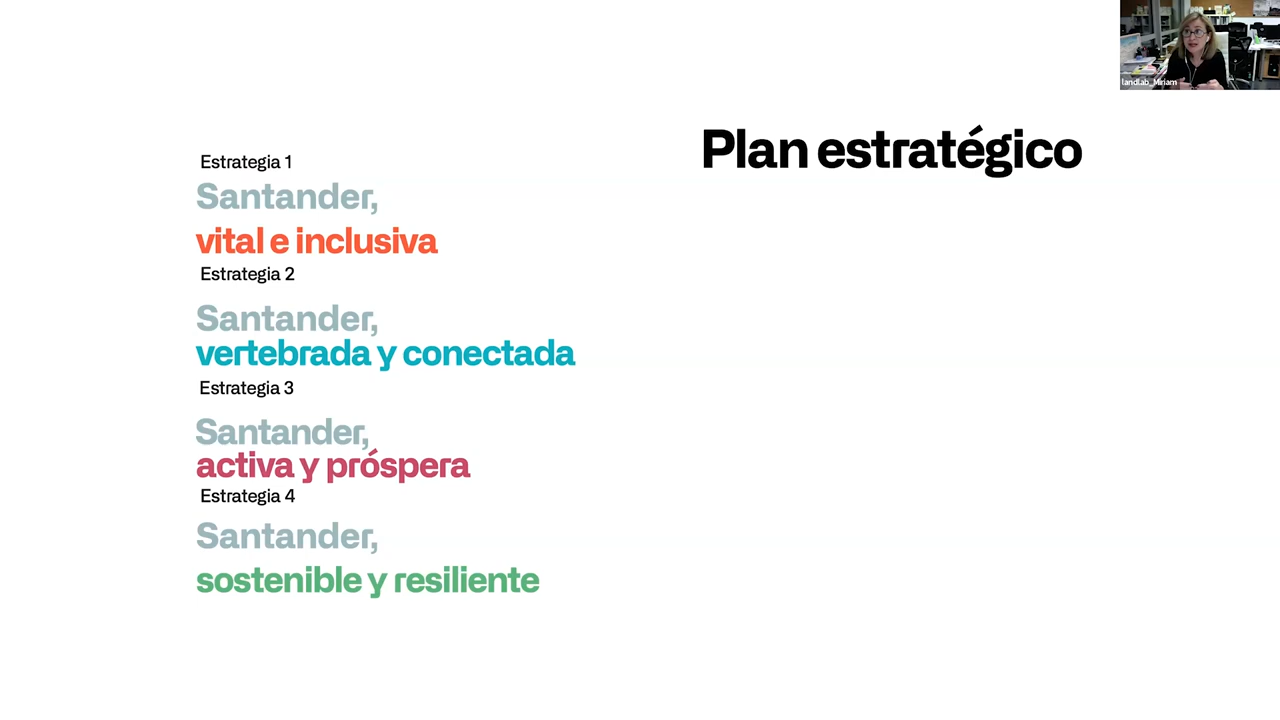 landlab_Miriam
Plan estratégico
Estrategia 1
Santander,
vital e inclusiva
Estrategia 2
Santander,
vertebrada y conectada
Estrategia 3
Santander,
activa y próspera
Estrategia 4
Santander,
sostenible y resiliente